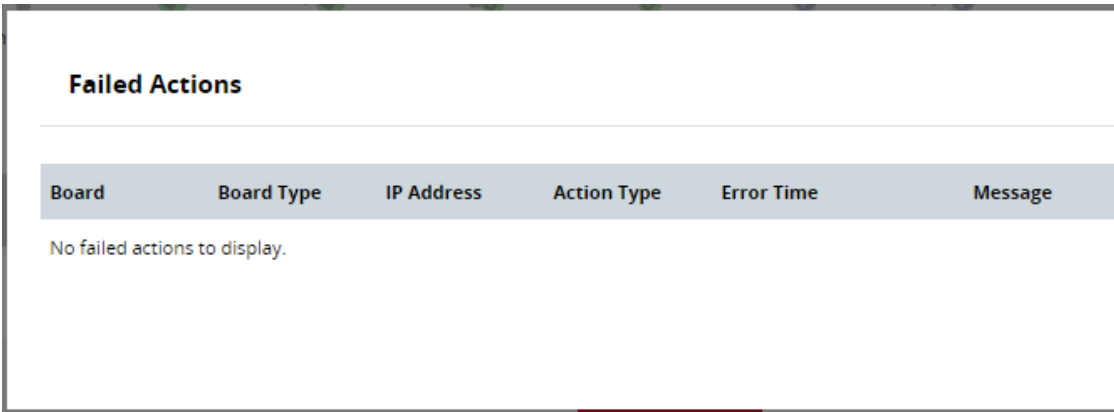 Failed Actions
Board Board Type IP Address Action Type Error Time Message
No failed actions to display.